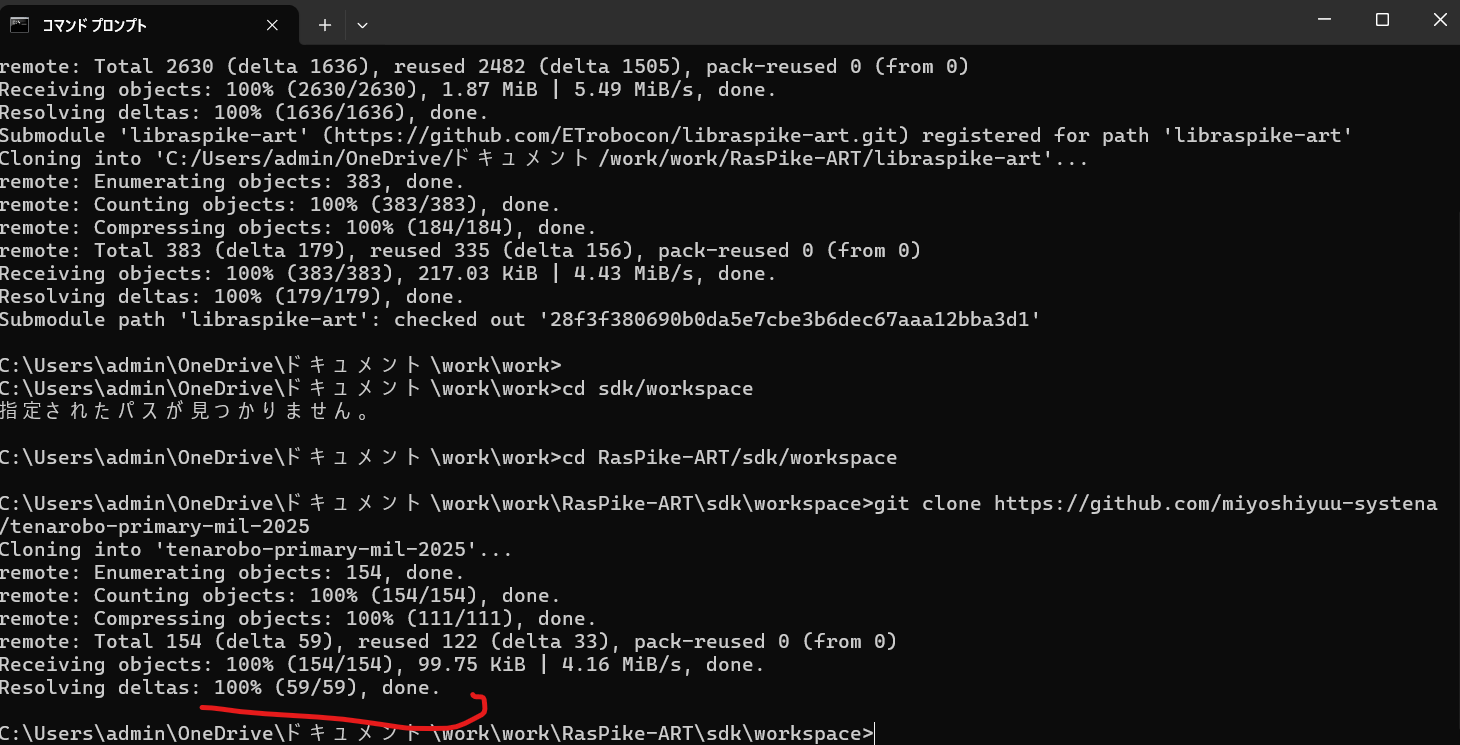 コマンド プロンプト
remote: Total 2630 (delta 1636), reused 2482 (delta 1505), pack-reused 0 (from 0)
Receiving objects: 100% (2630/2630), 1.87 MiB | 5.49 MiB/s, done.
Resolving deltas: 100% (1636/1636), done.
Submodule 'libraspike-art' (https://github.com/ETrobocon/libraspike-art.git) registered for path 'libraspike-art'
Cloning into 'C:/Users/admin/OneDrive/ドキュメント/work/work/RasPike-ART/libraspike-art'...
remote: Enumerating objects: 383, done.
remote: Counting objects: 100% (383/383), done.
remote: Compressing objects: 100% (184/184), done.
remote: Total 383 (delta 179), reused 335 (delta 156), pack-reused 0 (from 0)
Receiving objects: 100% (383/383), 217.03 KiB | 4.43 MiB/s, done.
Resolving deltas: 100% (179/179), done.
Submodule path 'libraspike-art': checked out '28f3f380690b0da5e7cbe3b6dec67aaa12bba3d1'
C:\Users\admin\OneDrive\ドキュメント\work\work>
C:\Users\admin\OneDrive\ドキュメント\work\work>cd sdk/workspace
指定されたパスが見つかりません。
C:\Users\admin\OneDrive\ドキュメント\work\work>cd RasPike-ART/sdk/workspace
C:\Users\admin\OneDrive\ドキュメント\work\work\RasPike-ART\sdk\workspace>git clone https://github.com/miyoshiyuu-systena
/tenarobo-primary-mil-2025
Cloning into 'tenarobo-primary-mil-2025'...
remote: Enumerating objects: 154, done.
remote: Counting objects: 100% (154/154), done.
remote: Compressing objects: 100% (111/111), done.
remote: Total 154 (delta 59), reused 122 (delta 33), pack-reused 0 (from 0)
Receiving objects: 100% (154/154), 99.75 KiB | 4.16 MiB/s, done.
Resolving deltas: 100% (59/59), done.
C:\Users\admin\OneDrive\ドキュメント\work\work\RasPike-ART\sdk\workspace>